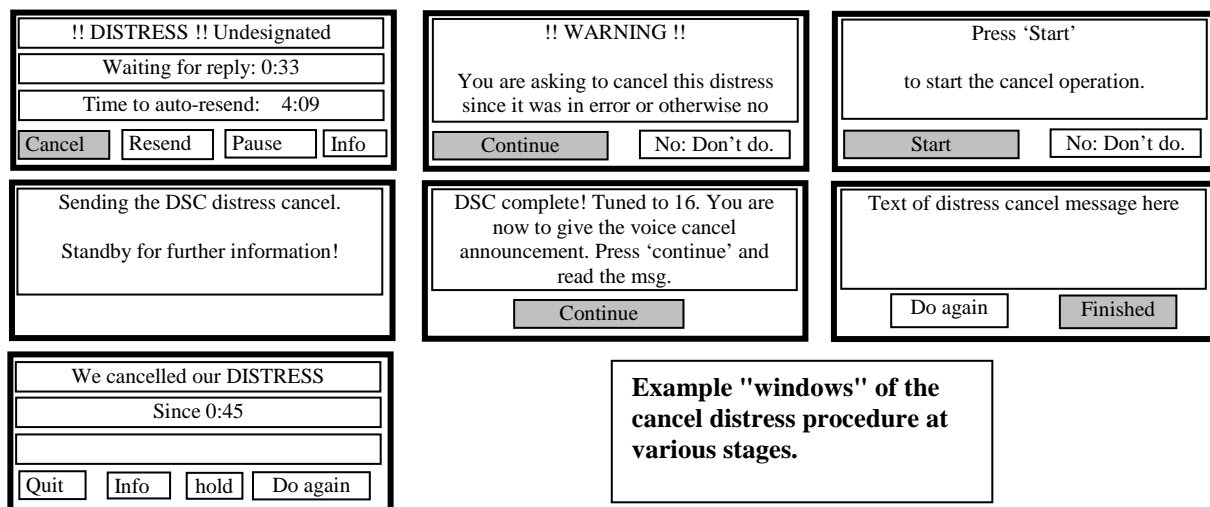 !! DISTRESS !! Undesignated
Waiting for reply: 0:33
Time to auto-resend: 4:09
Cancel Resend Pause Info
!! WARNING !!
You are asking to cancel this distress
since it was in error or otherwise no
Continue No: Don't do.
Press ‘Start’
to start the cancel operation.
Start No: Don't do.
Sending the DSC distress cancel.
Standby for further information!
DSC complete! Tuned to 16. You are
now to give the voice cancel
announcement. Press ‘continue’ and
read the msg.
Continue
Text of distress cancel message here
Do again Finished
We cancelled our DISTRESS
Since 0:45
Quit Info hold Do again
Example "windows" of the
cancel distress procedure at
various stages.